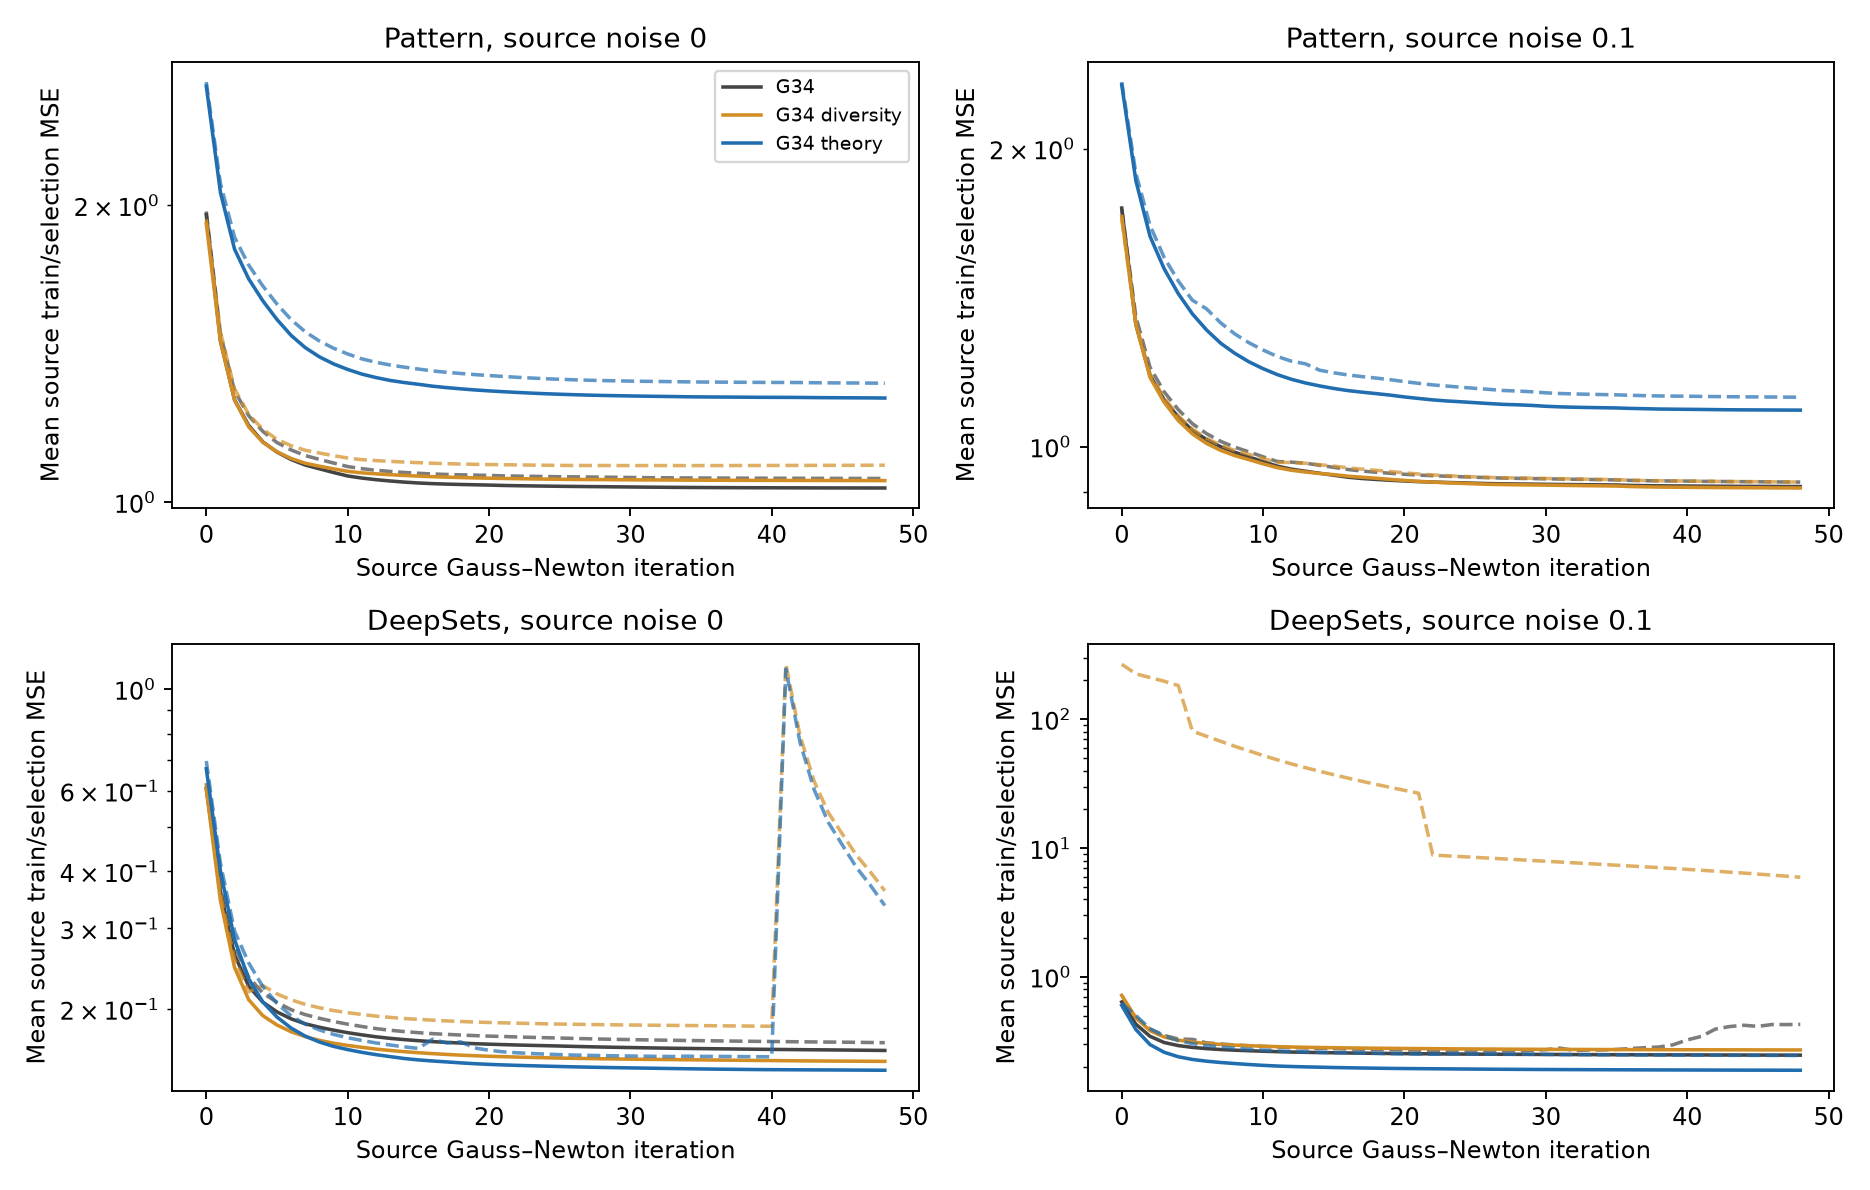 Pattern, source noise 0
Mean source train/selection MSE
2 × 10⁰
10⁰
G34
G34 diversity
G34 theory
0 10 20 30 40 50
Source Gauss–Newton iteration
Pattern, source noise 0.1
Mean source train/selection MSE
2 × 10⁰
10⁰
0 10 20 30 40 50
Source Gauss–Newton iteration
DeepSets, source noise 0
Mean source train/selection MSE
10⁰
6 × 10⁻¹
4 × 10⁻¹
3 × 10⁻¹
2 × 10⁻¹
0 10 20 30 40 50
Source Gauss–Newton iteration
DeepSets, source noise 0.1
Mean source train/selection MSE
10²
10¹
10⁰
0 10 20 30 40 50
Source Gauss–Newton iteration